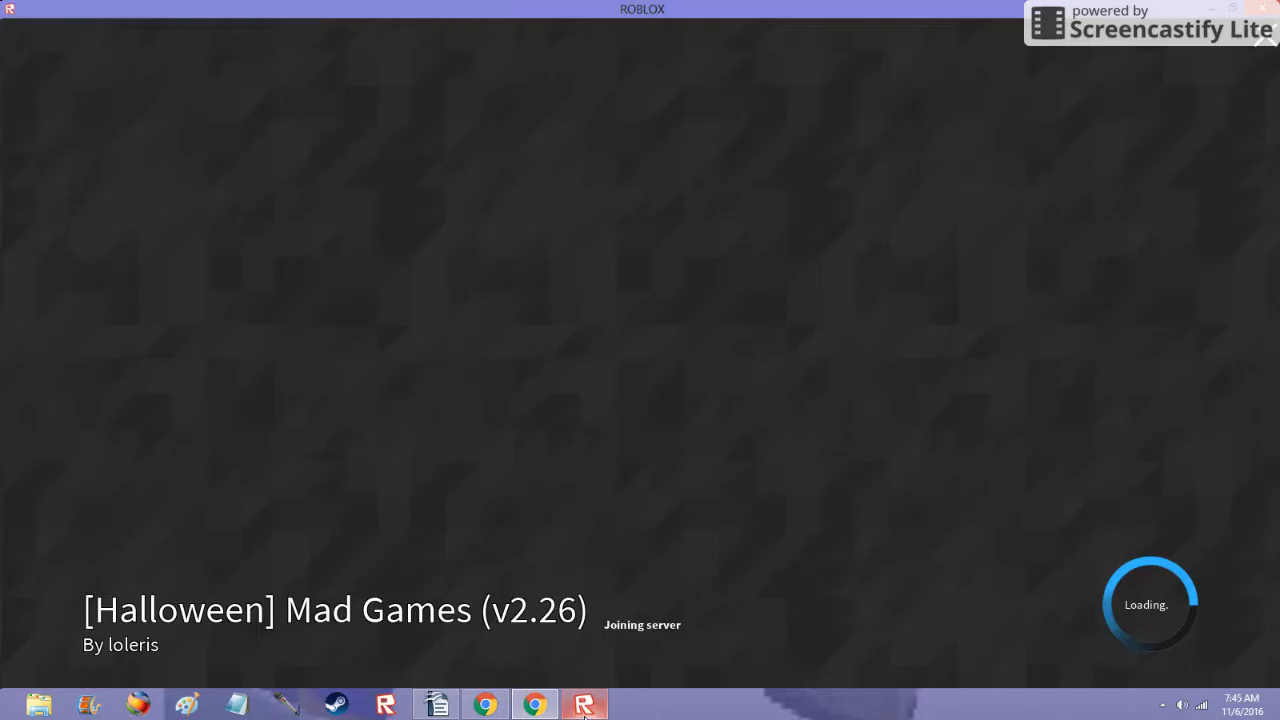 ROBLOX
powered by
Screencastify Lite
[Halloween] Mad Games (v2.26)
Joining server
By loleris
Loading.
7:45 AM
11/6/2016